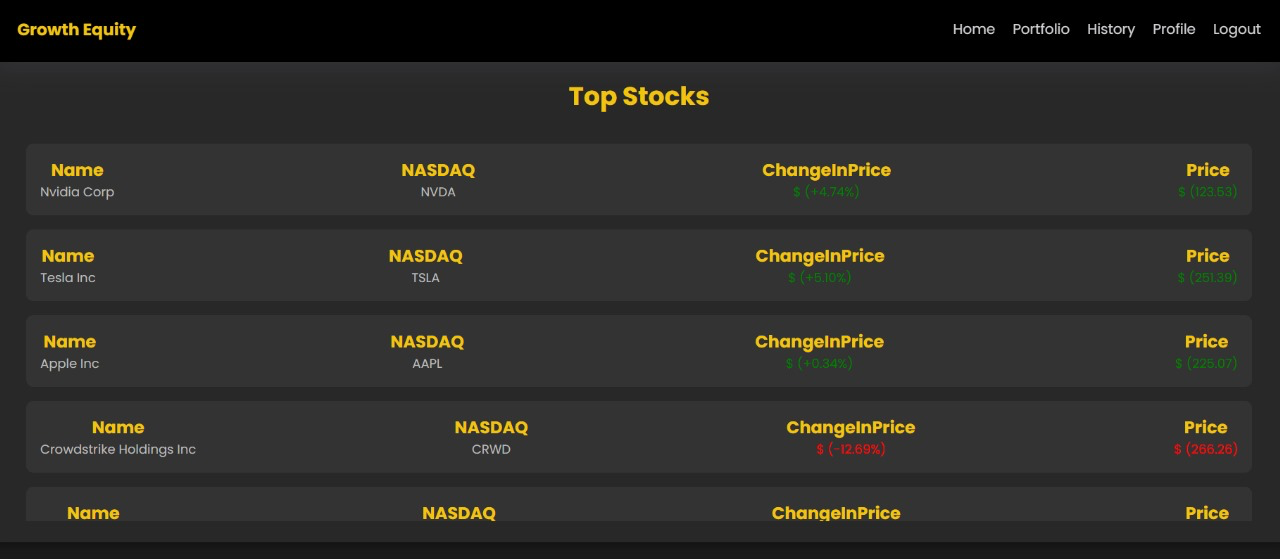 Growth Equity Home Portfolio History Profile Logout
Top Stocks
Name NASDAQ ChangeInPrice Price
Nvidia Corp NVDA $ (+4.74%) $ (123.53)
Name NASDAQ ChangeInPrice Price
Tesla Inc TSLA $ (+5.10%) $ (251.39)
Name NASDAQ ChangeInPrice Price
Apple Inc AAPL $ (+0.34%) $ (225.07)
Name NASDAQ ChangeInPrice Price
Crowdstrike Holdings Inc CRWD $ (-12.69%) $ (266.26)
Name NASDAQ ChangeInPrice Price